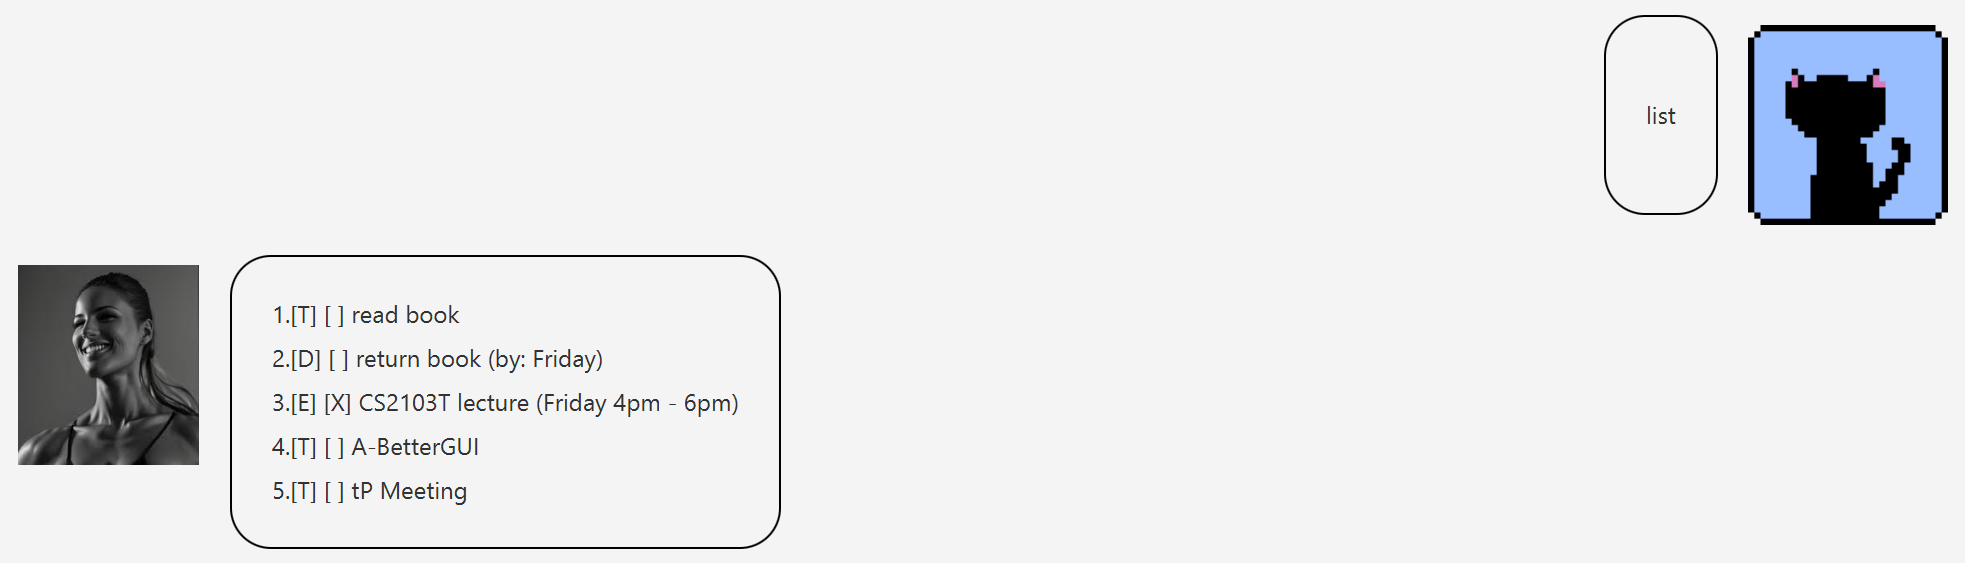 list
1.[T] [ ] read book
2.[D] [ ] return book (by: Friday)
3.[E] [X] CS2103T lecture (Friday 4pm - 6pm)
4.[T] [ ] A-BetterGUI
5.[T] [ ] tP Meeting